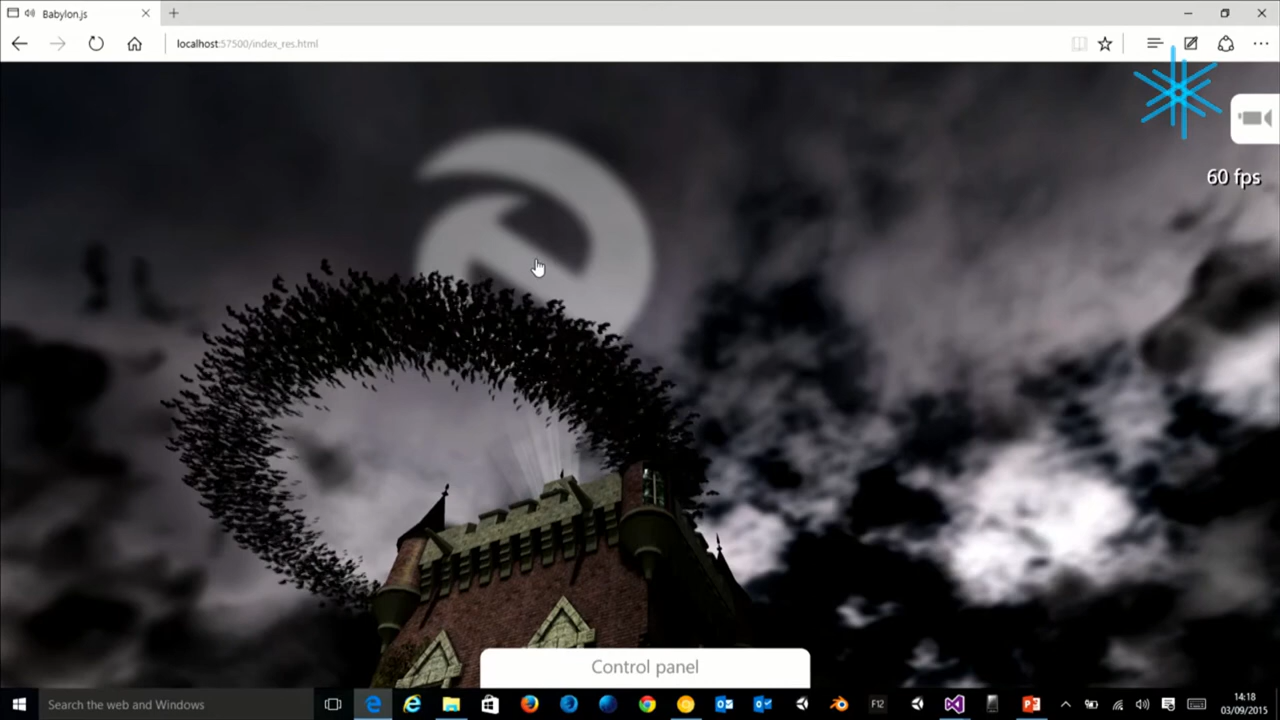 Babylon.js
localhost:57500/index_res.html
60 fps
Control panel
Search the web and Windows
F12
14:18
03/09/2015